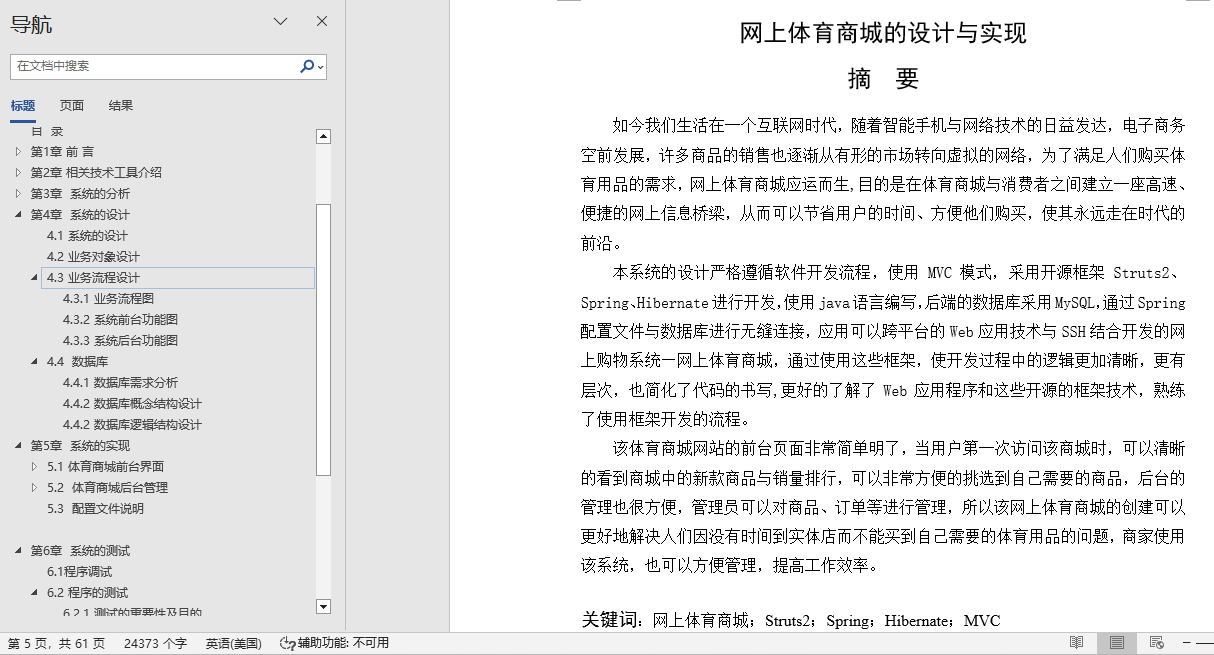 导航
在文档中搜索
标题 页面 结果
目 录
第1章 前 言
第2章 相关技术工具介绍
第3章 系统的分析
第4章 系统的设计
4.1 系统的设计
4.2 业务对象设计
4.3 业务流程设计
4.3.1 业务流程图
4.3.2 系统前台功能图
4.3.3 系统后台功能图
4.4 数据库
4.4.1 数据库需求分析
4.4.2 数据库概念结构设计
4.4.2 数据库逻辑结构设计
第5章 系统的实现
5.1 体育商城前台界面
5.2 体育商城后台管理
5.3 配置文件说明
第6章 系统的测试
6.1程序调试
6.2 程序的测试
6.2.1 测试的重要性及目的
网上体育商城的设计与实现
摘 要
如今我们生活在一个互联网时代，随着智能手机与网络技术的日益发达，电子商务
空前发展，许多商品的销售也逐渐从有形的市场转向虚拟的网络，为了满足人们购买体
育用品的需求，网上体育商城应运而生,目的是在体育商城与消费者之间建立一座高速、
便捷的网上信息桥梁，从而可以节省用户的时间、方便他们购买，使其永远走在时代的
前沿。
本系统的设计严格遵循软件开发流程，使用 MVC 模式，采用开源框架 Struts2、
Spring、Hibernate 进行开发，使用 java 语言编写，后端的数据库采用 MySQL，通过 Spring
配置文件与数据库进行无缝连接，应用可以跨平台的 Web 应用技术与 SSH 结合开发的网
上购物系统—网上体育商城，通过使用这些框架，使开发过程中的逻辑更加清晰，更有
层次，也简化了代码的书写,更好的了解了 Web 应用程序和这些开源的框架技术，熟练
了使用框架开发的流程。
该体育商城网站的前台页面非常简单明了，当用户第一次访问该商城时，可以清晰
的看到商城中的新款商品与销量排行，可以非常方便的挑选到自己需要的商品，后台的
管理也很方便，管理员可以对商品、订单等进行管理，所以该网上体育商城的创建可以
更好地解决人们因没有时间到实体店而不能买到自己需要的体育用品的问题，商家使用
该系统，也可以方便管理，提高工作效率。
关键词：网上体育商城；Struts2；Spring；Hibernate；MVC
第 5 页，共 61 页 24373 个字 英语(美国) 辅助功能: 不可用